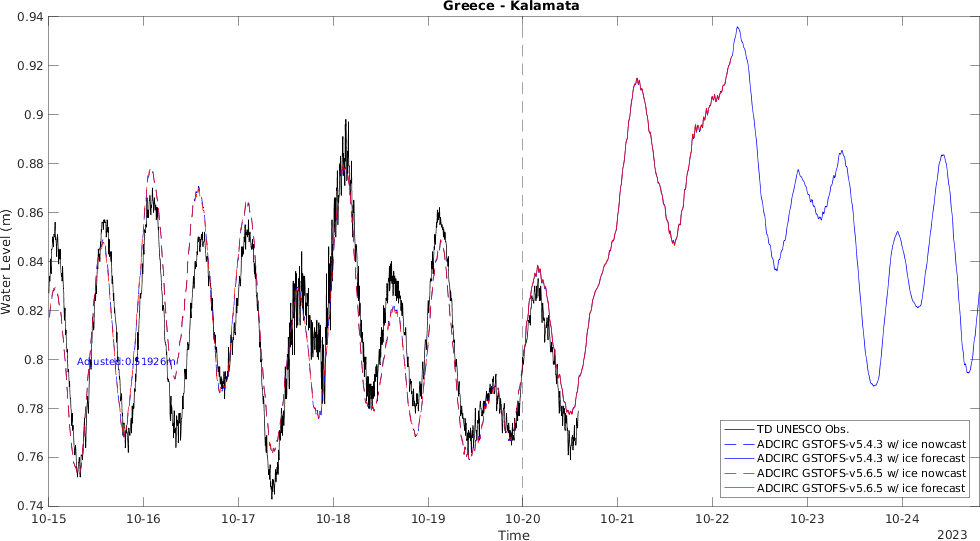 Greece - Kalamata
0.94
0.92
0.9
0.88
0.86
0.84
0.82
0.8
0.78
0.76
0.74
Water Level (m)
Adjusted:0.51926m
TD UNESCO Obs.
ADCIRC GSTOFS-v5.4.3 w/ ice nowcast
ADCIRC GSTOFS-v5.4.3 w/ ice forecast
ADCIRC GSTOFS-v5.6.5 w/ ice nowcast
ADCIRC GSTOFS-v5.6.5 w/ ice forecast
10-15 10-16 10-17 10-18 10-19 10-20 10-21 10-22 10-23 10-24
Time
2023